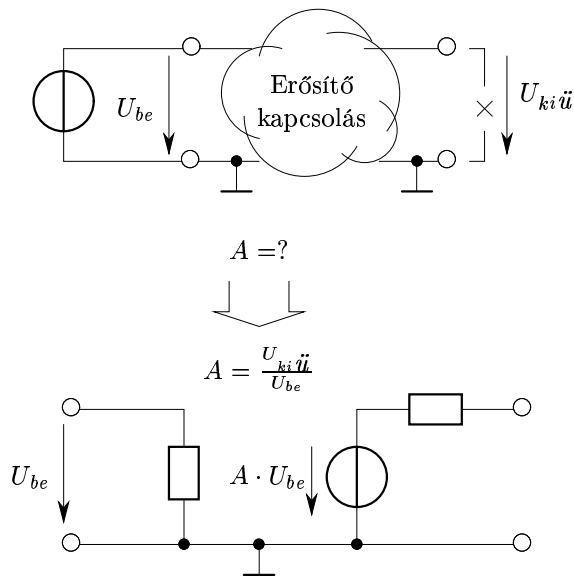 Erősítő
kapcsolás
U_be
U_kiü
A =?
A = U_kiü / U_be
U_be
A · U_be